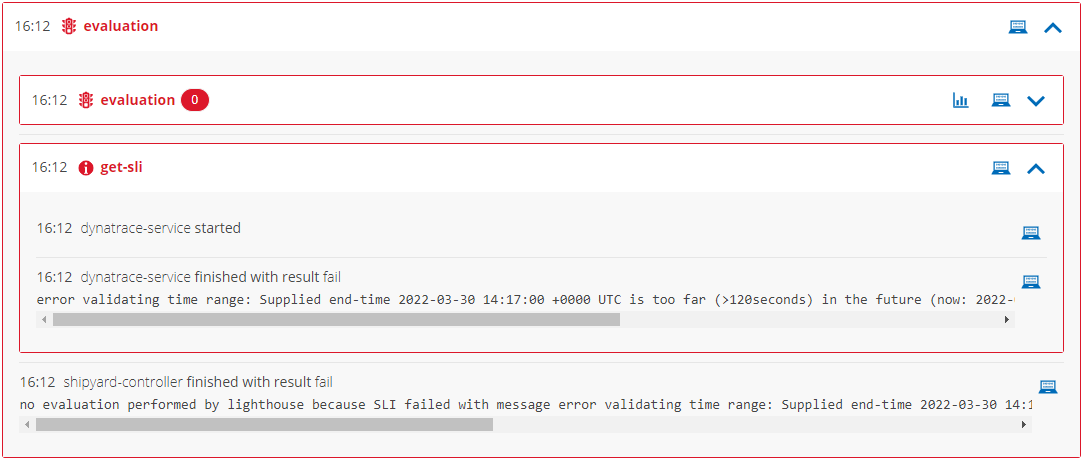 16:12 evaluation
16:12 evaluation 0
16:12 get-sli
16:12 dynatrace-service started
16:12 dynatrace-service finished with result fail
error validating time range: Supplied end-time 2022-03-30 14:17:00 +0000 UTC is too far (>120seconds) in the future (now: 2022-
16:12 shipyard-controller finished with result fail
no evaluation performed by lighthouse because SLI failed with message error validating time range: Supplied end-time 2022-03-30 14:1